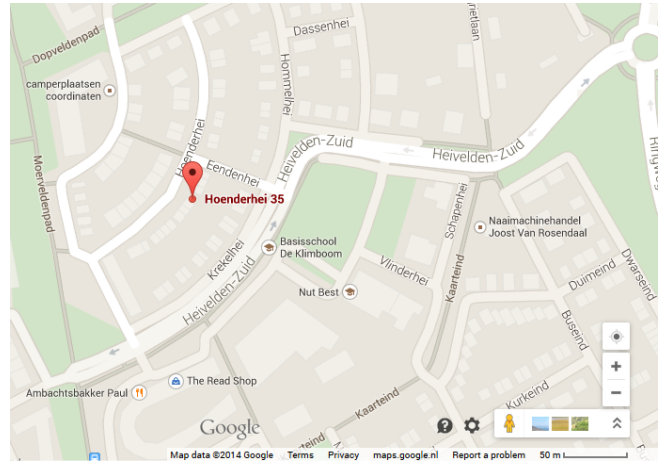 Dopveldenpad
Dassenhei
Hommelhei
rietlaan
camperplaatsen
coordinaten
Hoenderhei
Moerveldenpad
Eendenhei
Heivelden-Zuid
Heivelden-Zuid
Ringweg
Hoenderhei 35
Schapenhei
Naaimachinehandel
Joost Van Rosendaal
Krekelhei
Basisschool
De Klimboom
Vlinderhei
Kaarteind
Dwarseind
Duimeind
Heivelden-Zuid
Nut Best
Buseind
The Read Shop
Ambachtsbakker Paul
Kaarteind
Kurkeind
Google
Map data ©2014 Google
Terms
Privacy
maps.google.nl
Report a problem
50 m